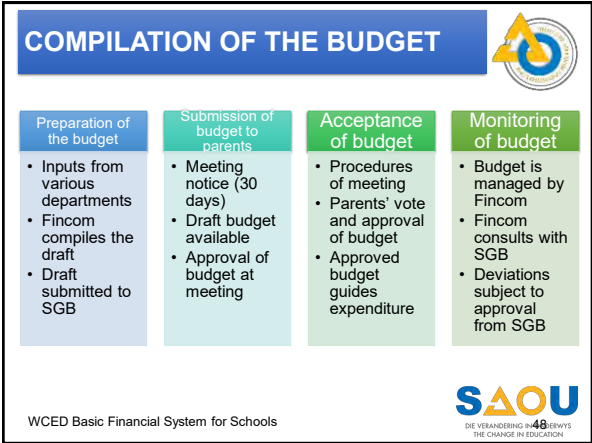 COMPILATION OF THE BUDGET
Preparation of
the budget
• Inputs from
various
departments
• Fincom
compiles the
draft
• Draft
submitted to
SGB
Submission of
budget to
parents
• Meeting
notice (30
days)
• Draft budget
available
• Approval of
budget at
meeting
Acceptance
of budget
• Procedures
of meeting
• Parents’ vote
and approval
of budget
• Approved
budget
guides
expenditure
Monitoring
of budget
• Budget is
managed by
Fincom
• Fincom
consults with
SGB
• Deviations
subject to
approval
from SGB
WCED Basic Financial System for Schools
SAOU
48
DIE VERANDERING IN
THE CHANGE IN EDUCATION